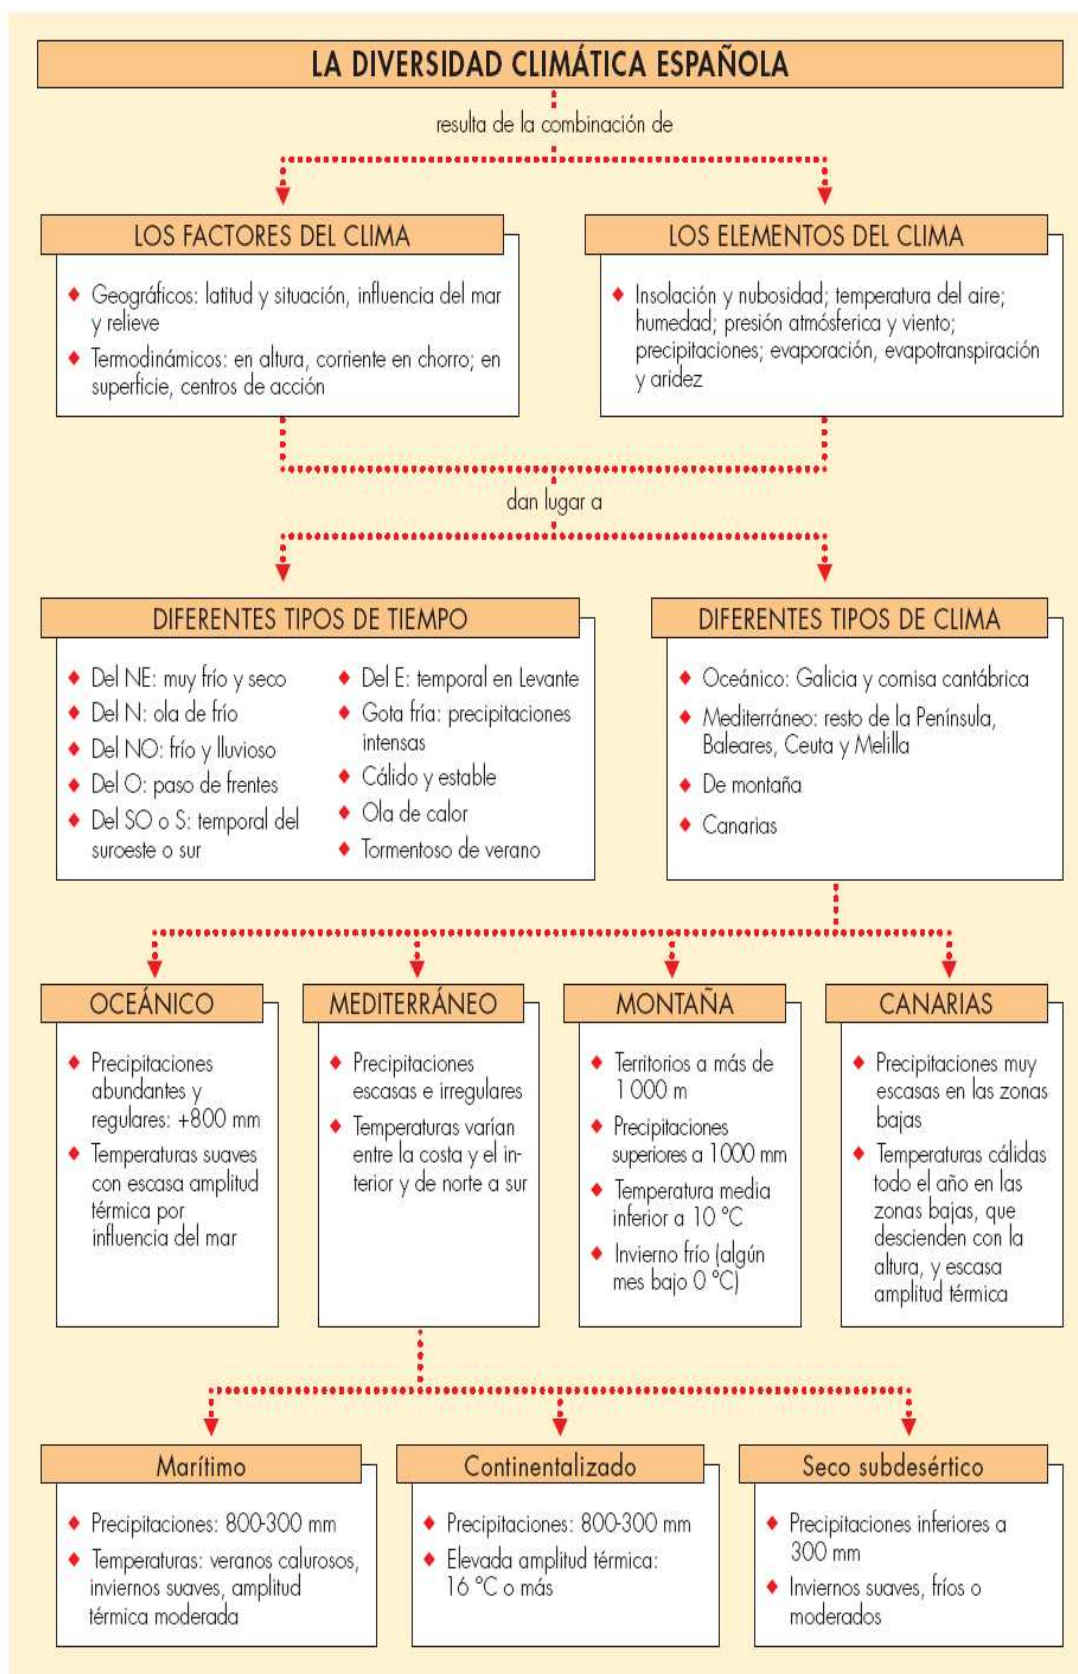 LA DIVERSIDAD CLIMÁTICA ESPAÑOLA
resulta de la combinación de
LOS FACTORES DEL CLIMA
Geográficos: latitud y situación, influencia del mar
y relieve
Termodinámicos: en altura, corriente en chorro; en
superficie, centros de acción
LOS ELEMENTOS DEL CLIMA
Insolación y nubosidad; temperatura del aire;
humedad; presión atmósferica y viento;
precipitaciones; evaporación, evapotranspiración
y aridez
dan lugar a
DIFERENTES TIPOS DE TIEMPO
Del NE: muy frío y seco
Del N: ola de frío
Del NO: frío y lluvioso
Del O: paso de frentes
Del SO o S: temporal del
suroeste o sur
Del E: temporal en Levante
Gota fría: precipitaciones
intensas
Cálido y estable
Ola de calor
Tormentoso de verano
DIFERENTES TIPOS DE CLIMA
Oceánico: Galicia y cornisa cantábrica
Mediterráneo: resto de la Península,
Baleares, Ceuta y Melilla
De montaña
Canarias
OCEÁNICO
Precipitaciones
abundantes y
regulares: +800 mm
Temperaturas suaves
con escasa amplitud
térmica por
influencia del mar
MEDITERRÁNEO
Precipitaciones
escasas e irregulares
Temperaturas varían
entre la costa y el in-
terior y de norte a sur
MONTAÑA
Territorios a más de
1 000 m
Precipitaciones
superiores a 1000 mm
Temperatura media
inferior a 10 °C
Invierno frío (algún
mes bajo 0 °C)
CANARIAS
Precipitaciones muy
escasas en las zonas
bajas
Temperaturas cálidas
todo el año en las
zonas bajas, que
descienden con la
altura, y escasa
amplitud térmica
Marítimo
Precipitaciones: 800-300 mm
Temperaturas: veranos calurosos,
inviernos suaves, amplitud
térmica moderada
Continentalizado
Precipitaciones: 800-300 mm
Elevada amplitud térmica:
16 °C o más
Seco subdesértico
Precipitaciones inferiores a
300 mm
Inviernos suaves, fríos o
moderados